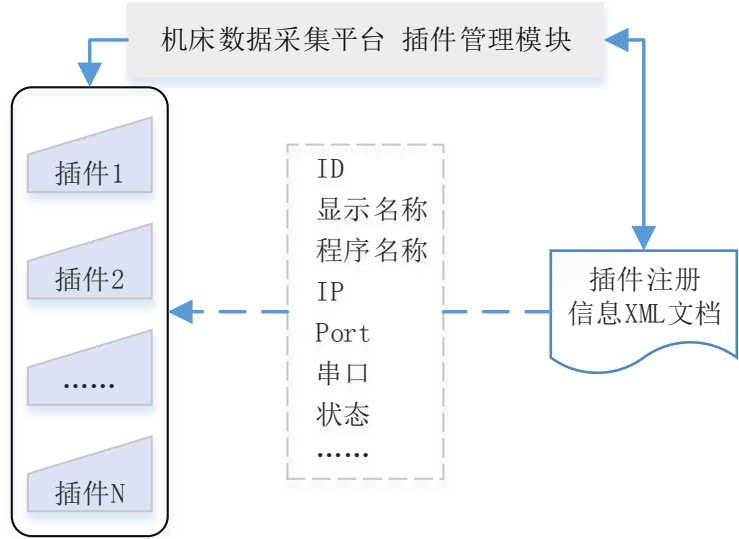 机床数据采集平台 插件管理模块
插件1
插件2
……
插件N
ID
显示名称
程序名称
IP
Port
串口
状态
……
插件注册
信息XML文档